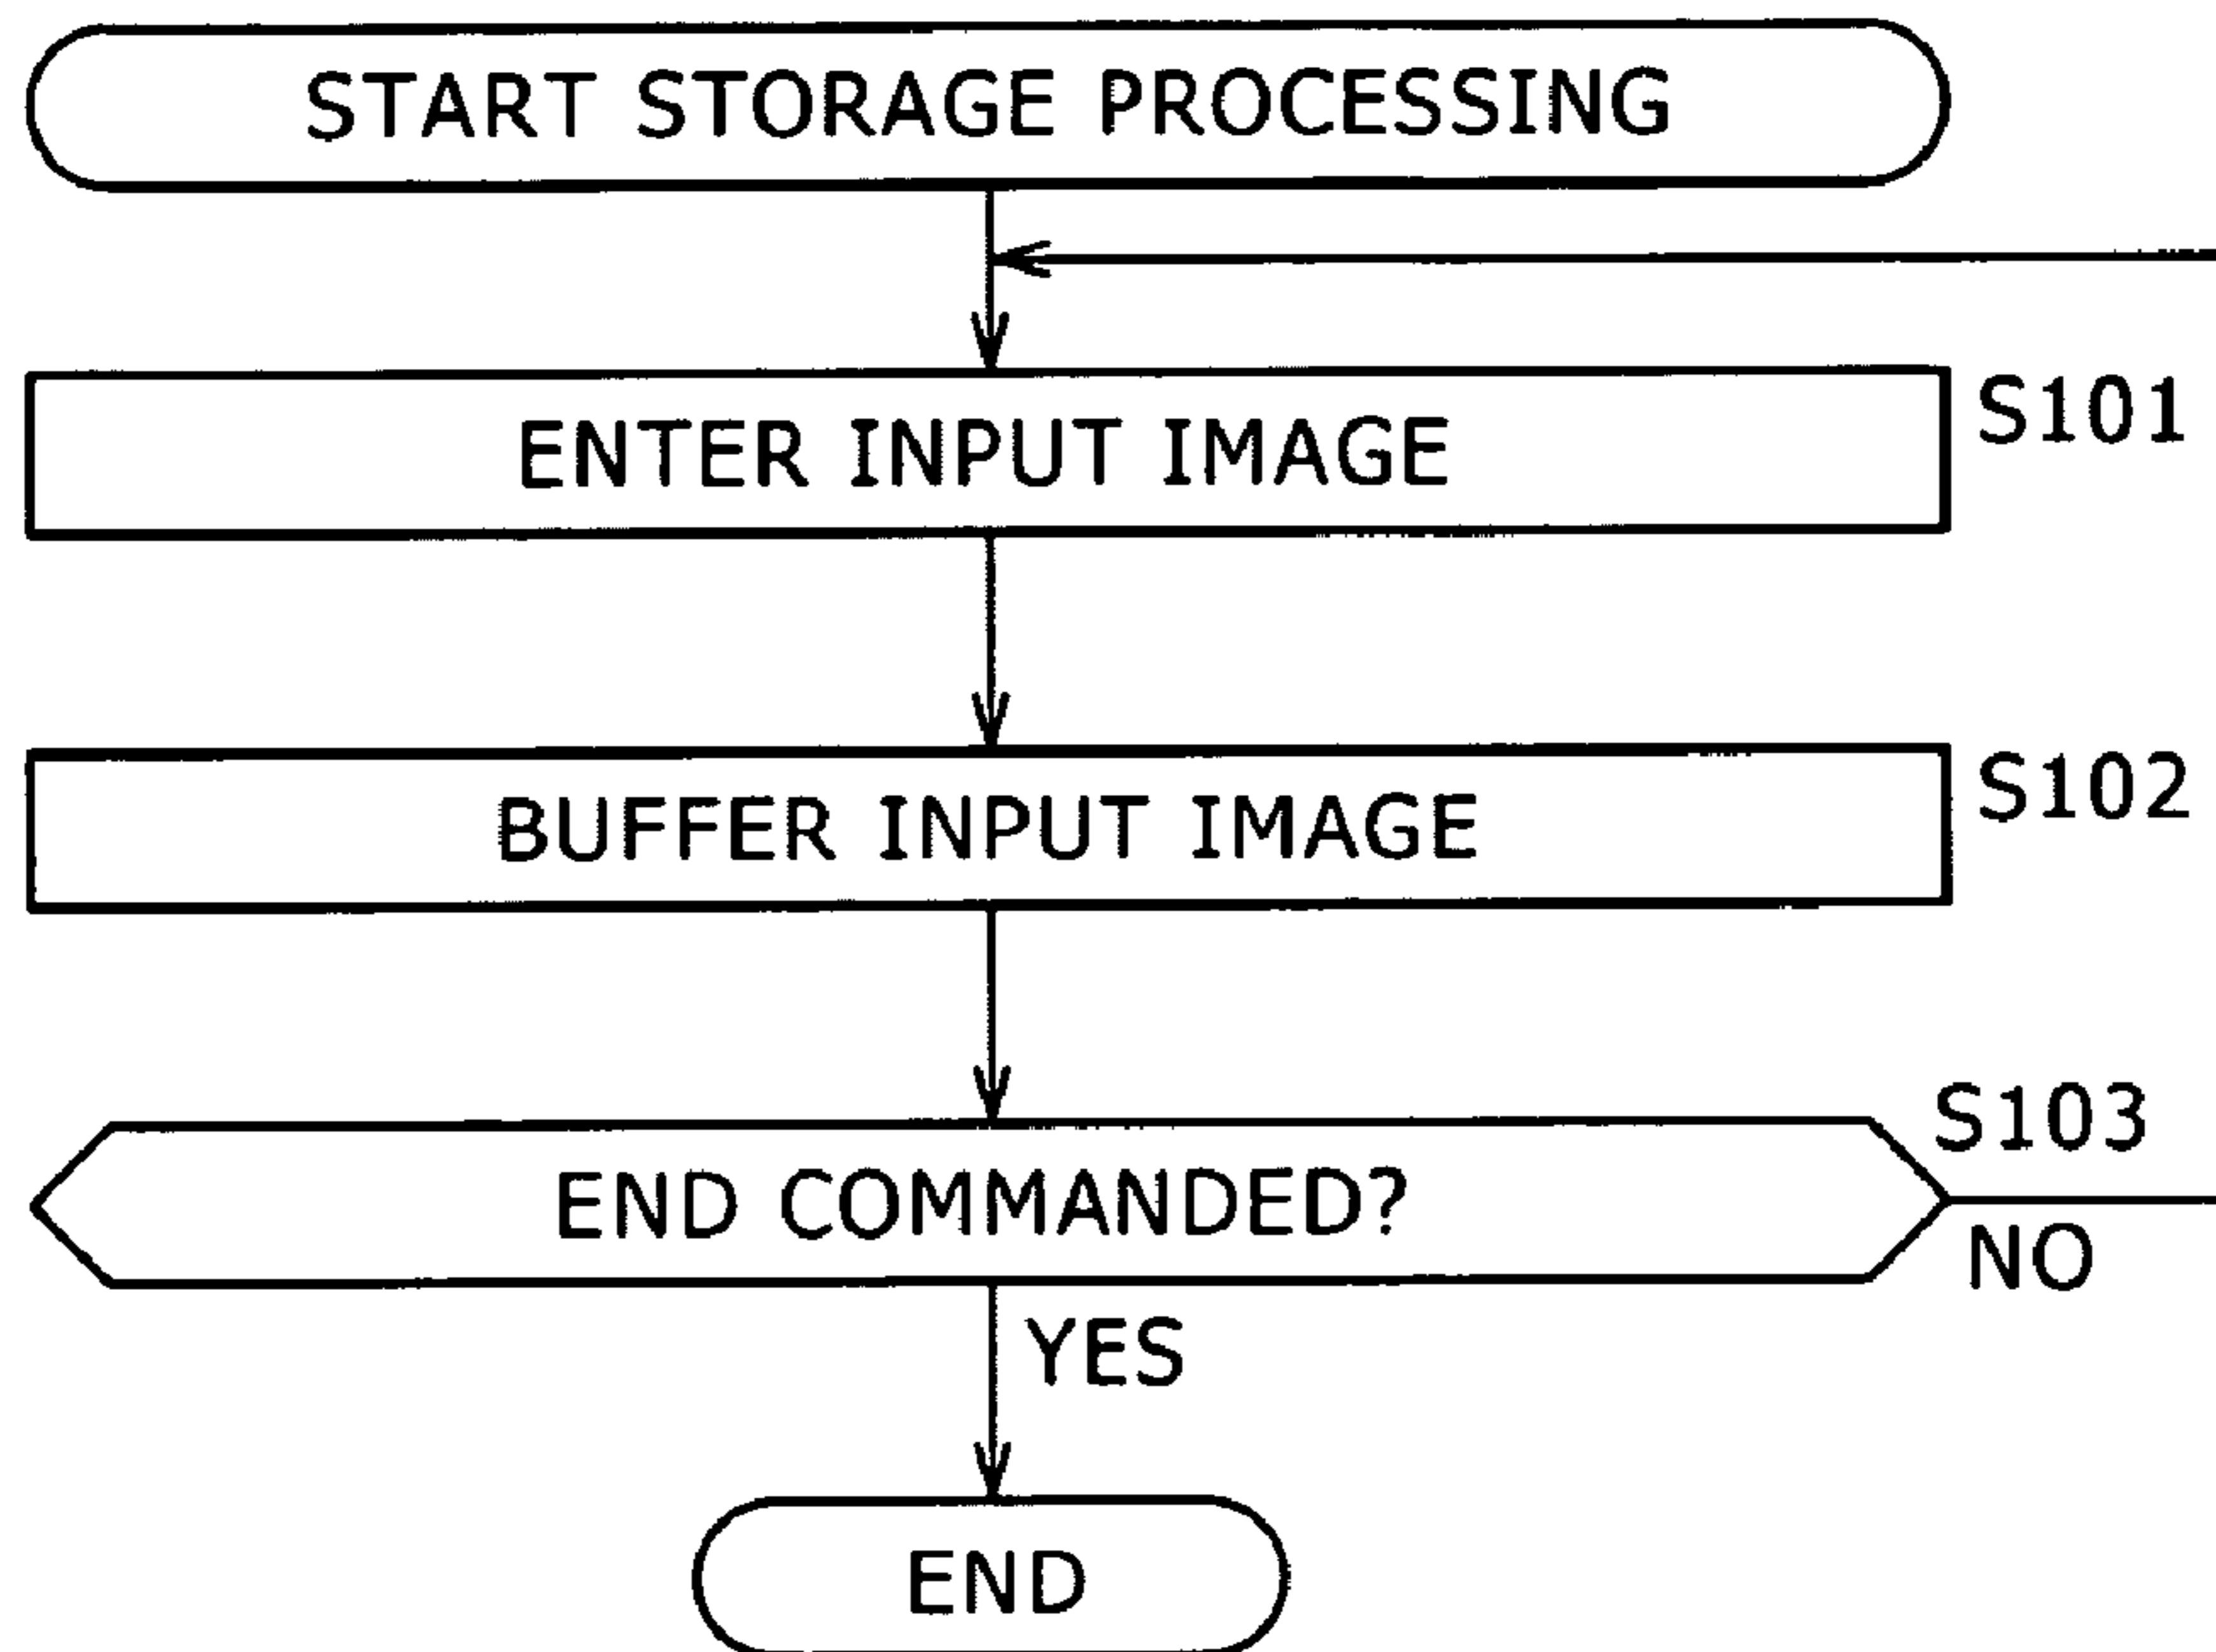 START STORAGE PROCESSING
ENTER INPUT IMAGE
S101
BUFFER INPUT IMAGE
S102
S103
END COMMANDED?
NO
YES
END